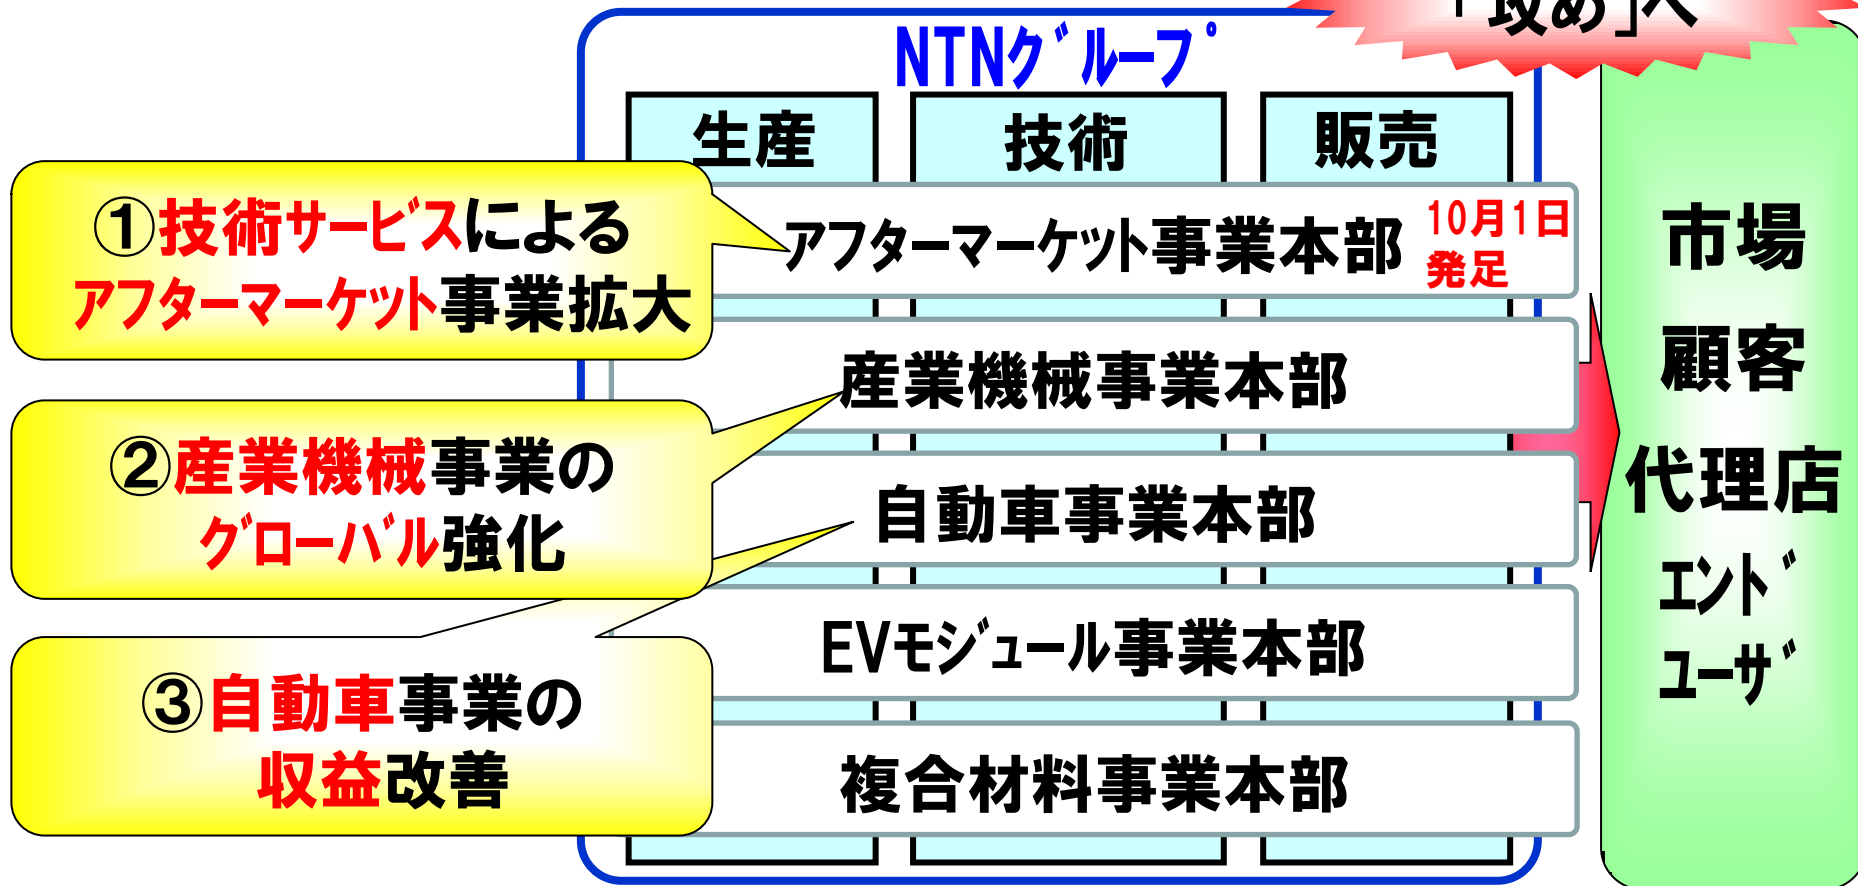 「攻め」へ
NTNグループ
生産
技術
販売
①技術サービスによる
アフターマーケット事業拡大
アフターマーケット事業本部
10月1日
発足
産業機械事業本部
②産業機械事業の
グローバル強化
自動車事業本部
EVモジュール事業本部
③自動車事業の
収益改善
複合材料事業本部
市場
顧客
代理店
エンド
ユーザ